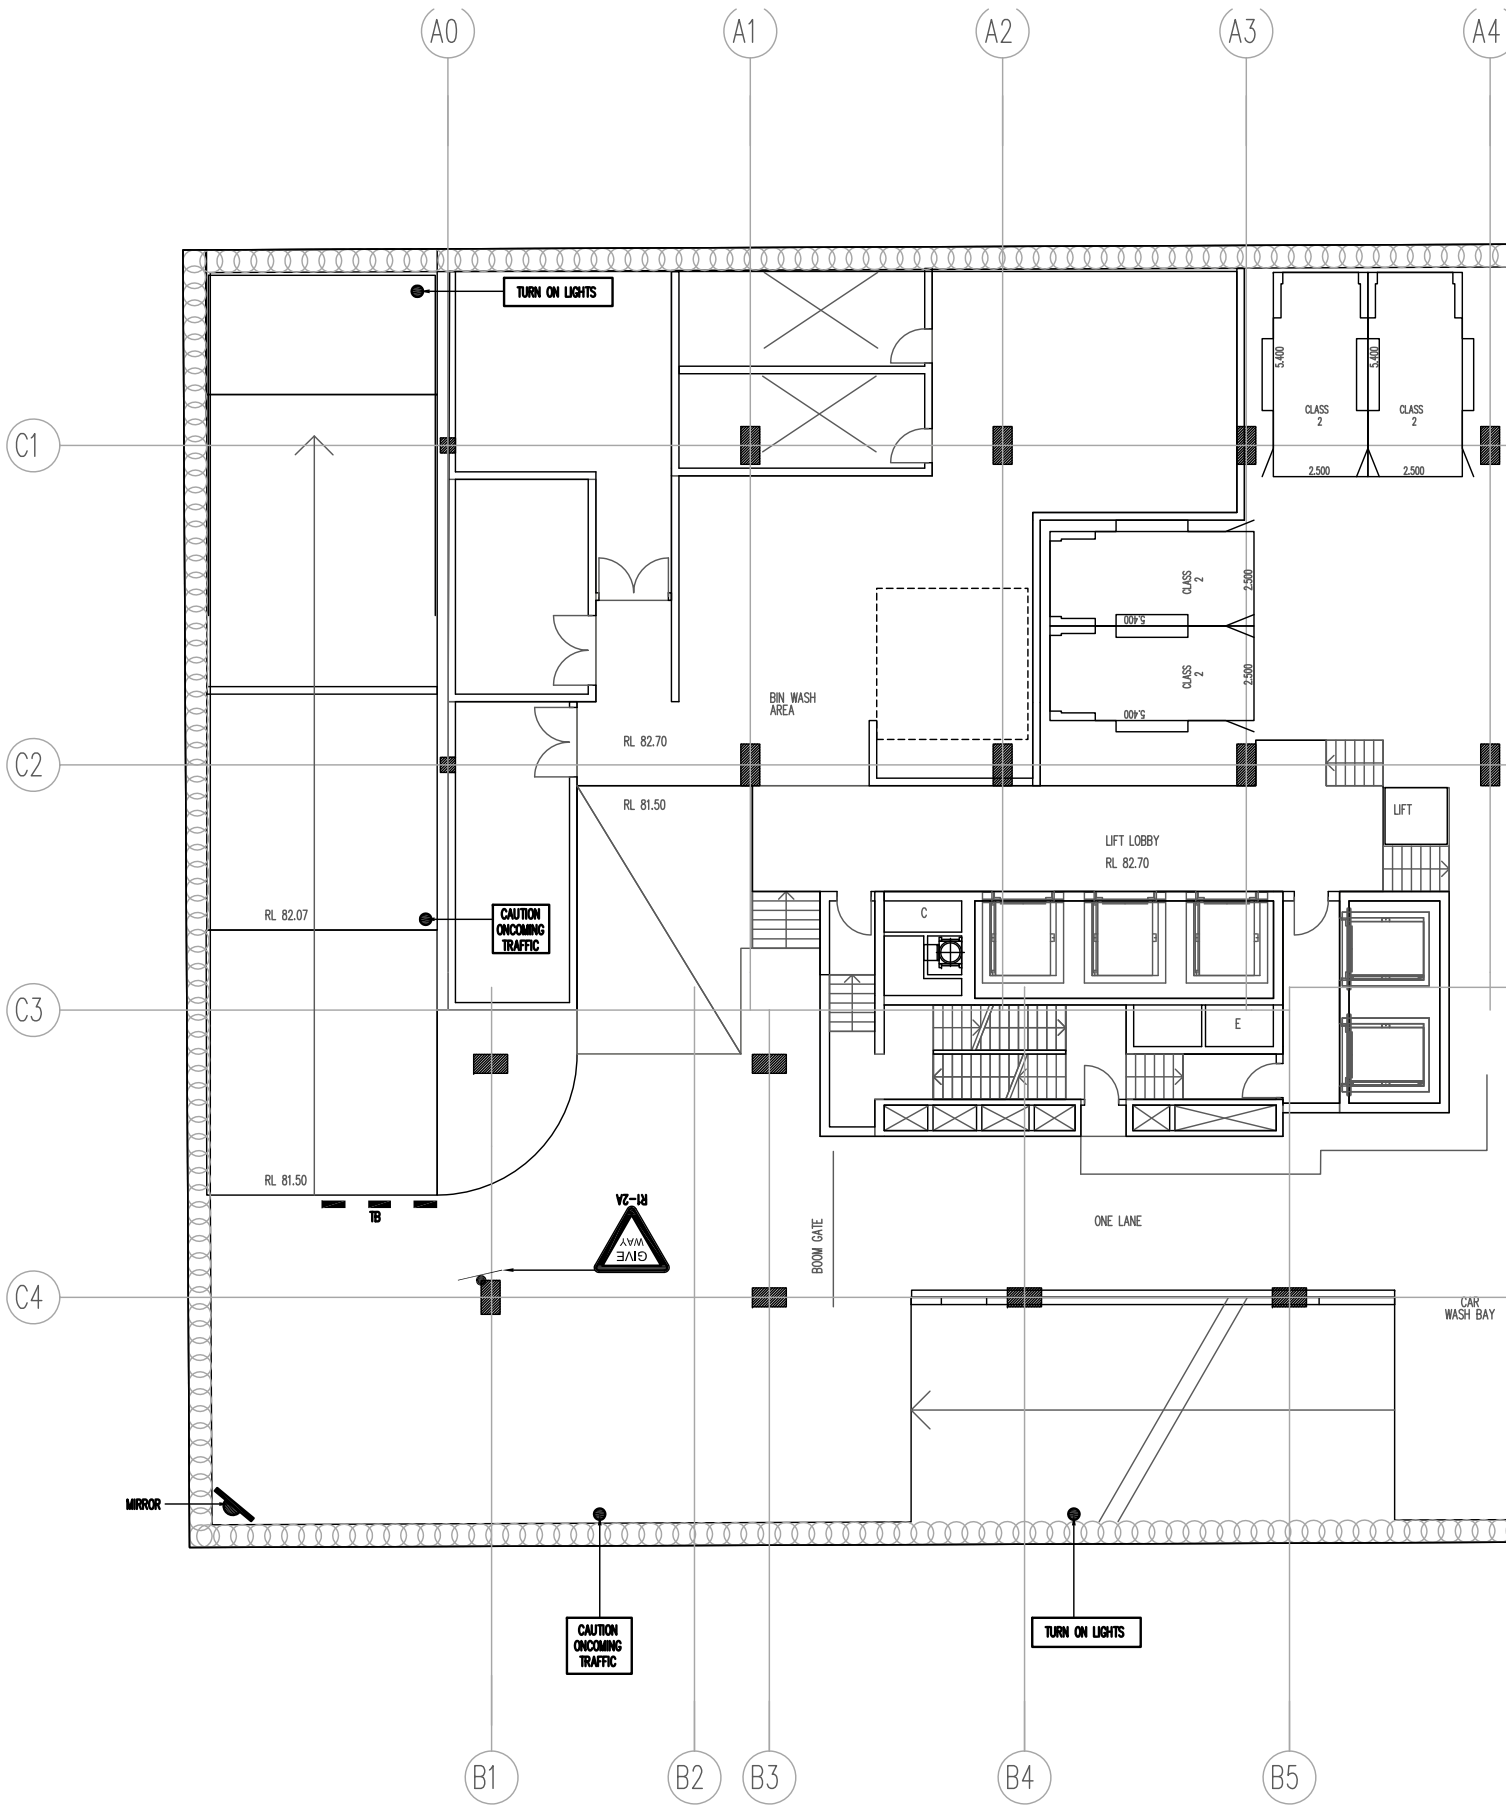 A0
A1
A2
A3
A4
TURN ON LIGHTS
5.400
5.400
CLASS
2
CLASS
2
C1
2.500
2.500
CLASS
2
2.500
5.400
CLASS
2
2.500
5.400
BIN WASH
AREA
RL 82.70
C2
RL 81.50
LIFT
LIFT LOBBY
RL 82.70
RL 82.07
CAUTION
ONCOMING
TRAFFIC
C
C3
E
RL 81.50
TB
R1-2A
GIVE
WAY
BOOM GATE
ONE LANE
C4
CAR
WASH BAY
MIRROR
CAUTION
ONCOMING
TRAFFIC
TURN ON LIGHTS
B1
B2
B3
B4
B5